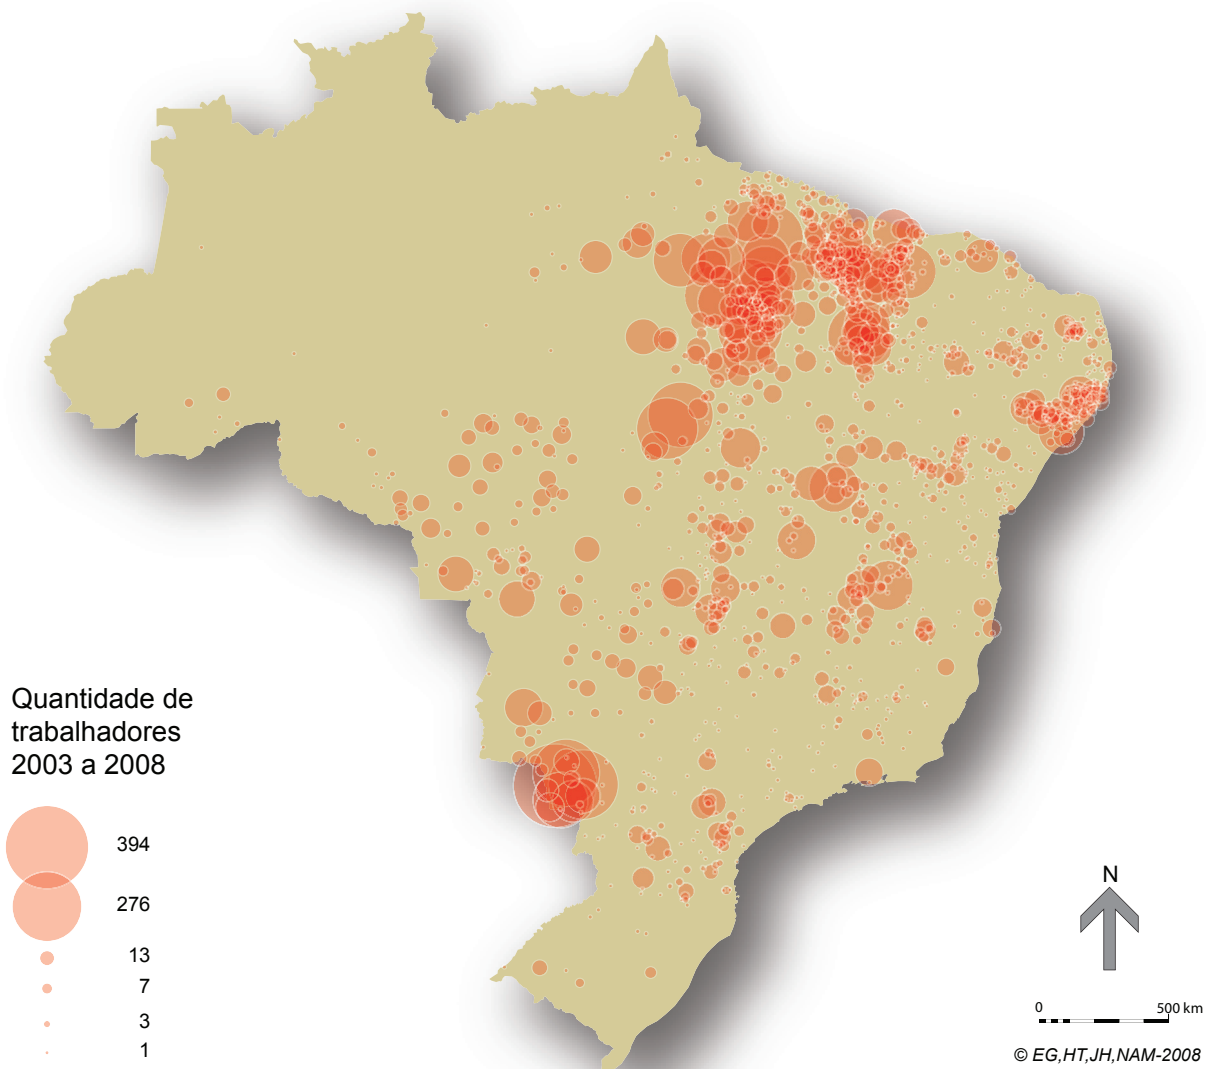 Quantidade de
trabalhadores
2003 a 2008
394
276
13
7
3
1
N
0 500 km
© EG,HT,JH,NAM-2008